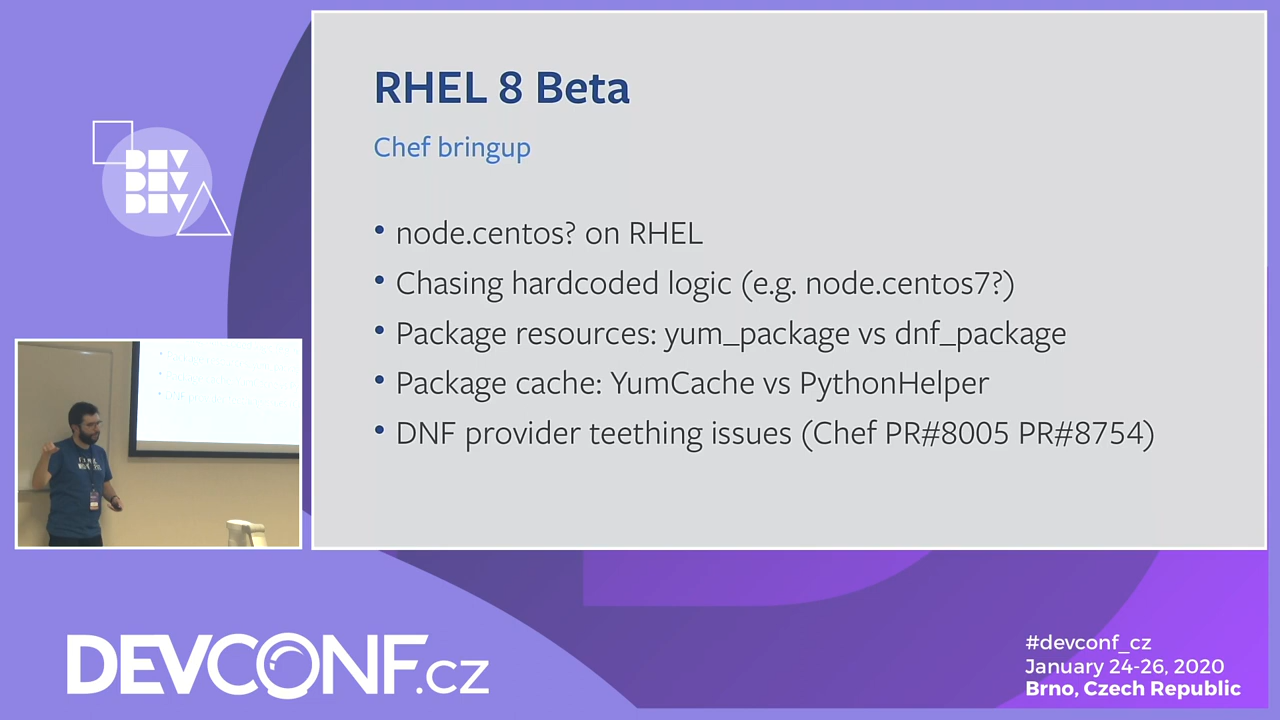 DEV
DEV
DEV
RHEL 8 Beta
Chef bringup
• node.centos? on RHEL
• Chasing hardcoded logic (e.g. node.centos7?)
• Package resources: yum_package vs dnf_package
• Package cache: YumCache vs PythonHelper
• DNF provider teething issues (Chef PR#8005 PR#8754)
DEVCONF.cz
#devconf_cz
January 24-26, 2020
Brno, Czech Republic